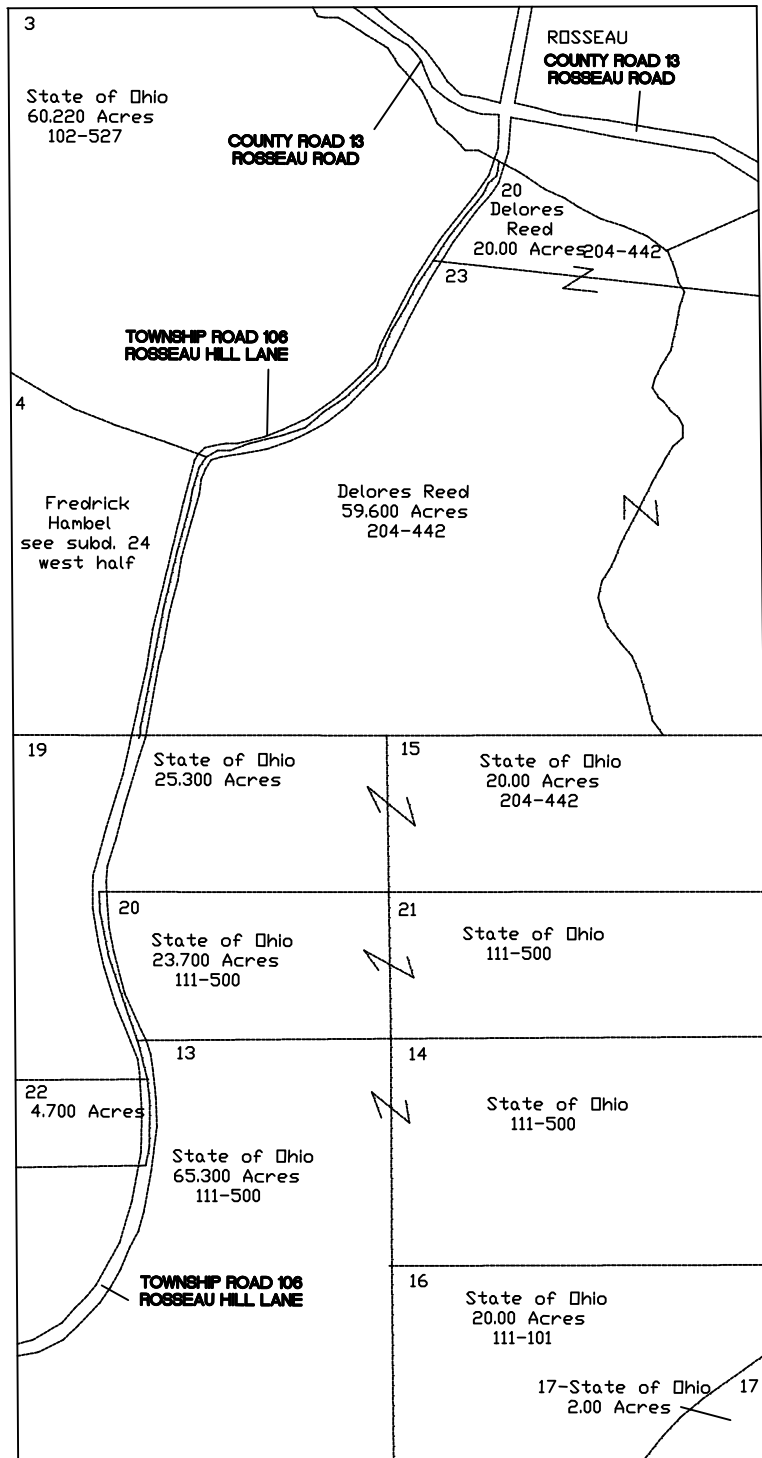 3
ROSSEAU
COUNTY ROAD 13
ROSSEAU ROAD
State of Ohio
60.220 Acres
102-527
COUNTY ROAD 13
ROSSEAU ROAD
20
Delores
Reed
20.00 Acres
204-442
23
TOWNSHIP ROAD 106
ROSSEAU HILL LANE
4
Fredrick
Hambel
see subd. 24
west half
Delores Reed
59.600 Acres
204-442
19
State of Ohio
25.300 Acres
15
State of Ohio
20.00 Acres
204-442
20
State of Ohio
23.700 Acres
111-500
21
State of Ohio
111-500
13
14
22
4.700 Acres
State of Ohio
111-500
State of Ohio
65.300 Acres
111-500
TOWNSHIP ROAD 106
ROSSEAU HILL LANE
16
State of Ohio
20.00 Acres
111-101
17-State of Ohio
2.00 Acres
17